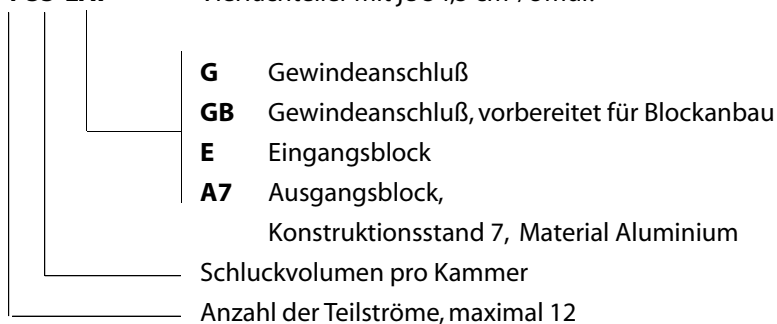 G Gewindeanschluß
GB Gewindeanschluß, vorbereitet für Blockanbau
E Eingangsblock
A7 Ausgangsblock,
Konstruktionsstand 7, Material Aluminium
Schluckvolumen pro Kammer
Anzahl der Teilströme, maximal 12